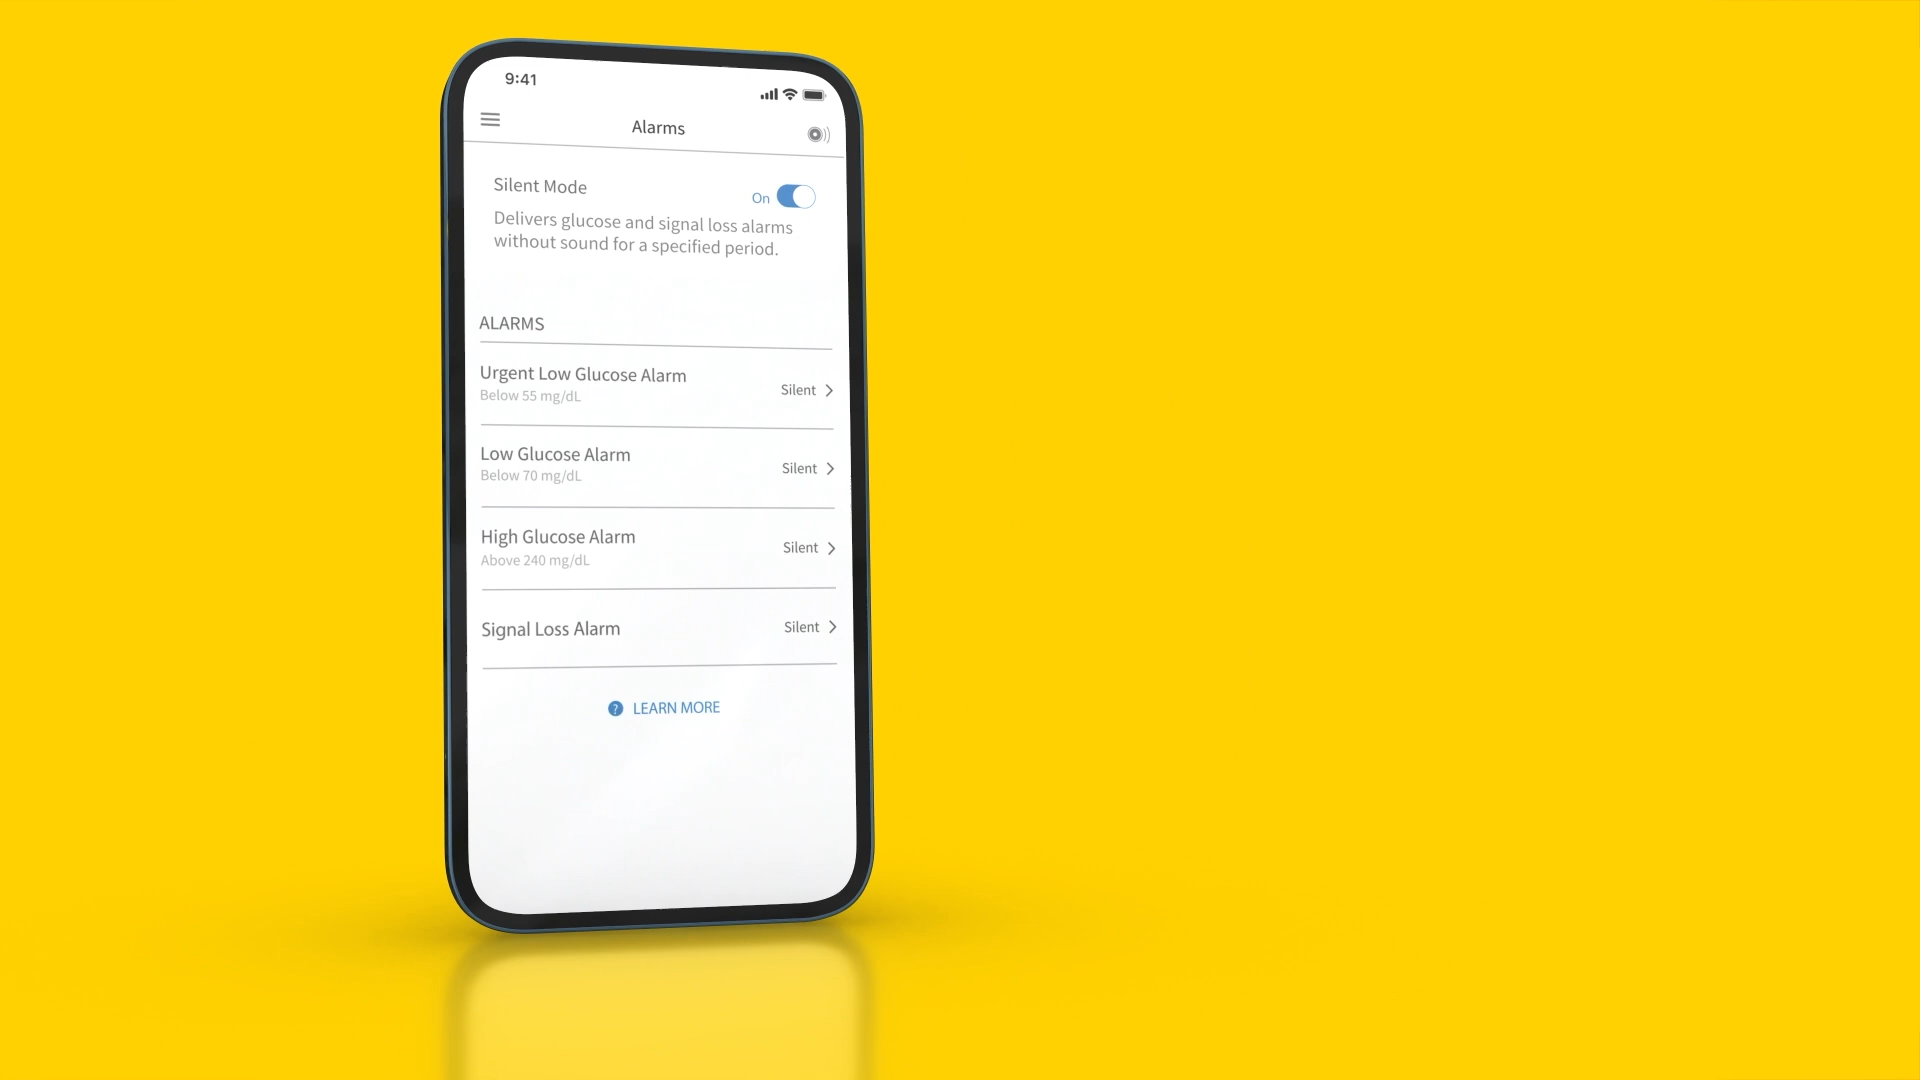 9:41
Alarms
Silent Mode
On
Delivers glucose and signal loss alarms
without sound for a specified period.
ALARMS
Urgent Low Glucose Alarm
Below 55 mg/dL
Silent
Low Glucose Alarm
Below 70 mg/dL
Silent
High Glucose Alarm
Above 240 mg/dL
Silent
Signal Loss Alarm
Silent
? LEARN MORE